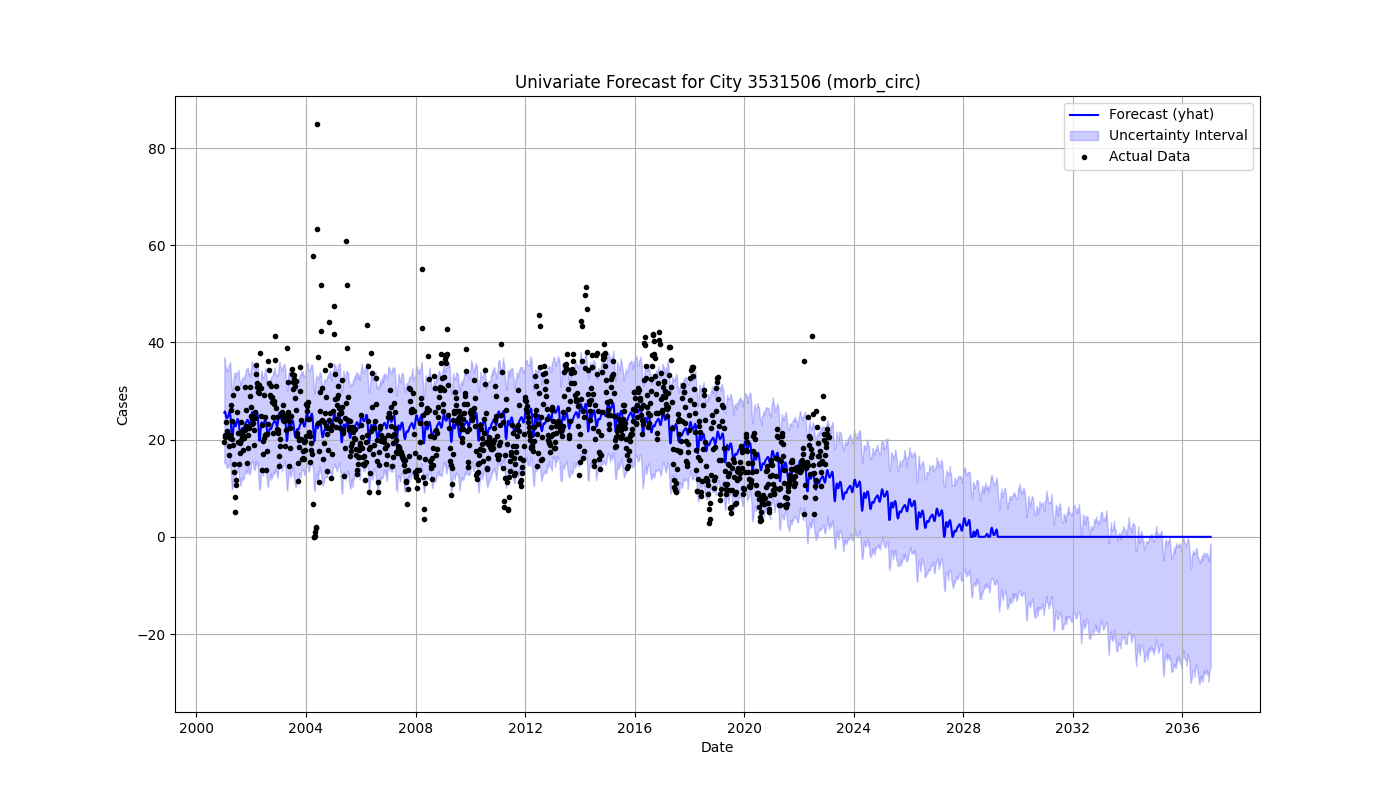 Univariate Forecast for City 3531506 (morb_circ)
Forecast (yhat)
Uncertainty Interval
Actual Data
Cases
80
60
40
20
0
−20
2000 2004 2008 2012 2016 2020 2024 2028 2032 2036
Date